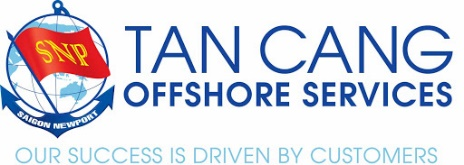 SNP
SAIGON NEWPORT
TAN CANG
OFFSHORE SERVICES
OUR SUCCESS IS DRIVEN BY CUSTOMERS